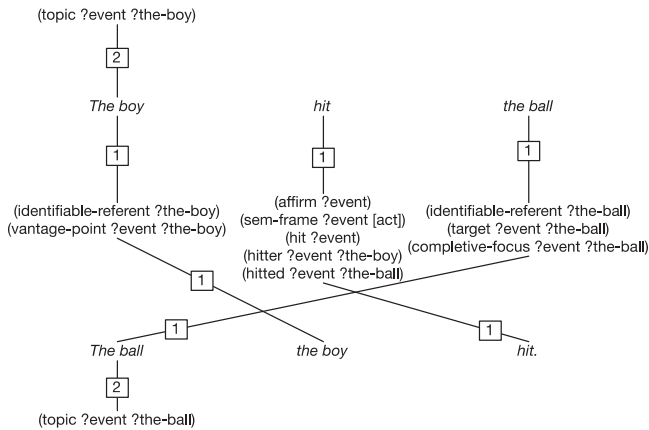 (topic ?event ?the-boy)
2
The boy hit the ball
1 1 1
(identifiable-referent ?the-boy)
(vantage-point ?event ?the-boy)
(affirm ?event)
(sem-frame ?event [act])
(hit ?event)
(hitter ?event ?the-boy)
(hitted ?event ?the-ball)
(identifiable-referent ?the-ball)
(target ?event ?the-ball)
(completive-focus ?event ?the-ball)
1
1 1
The ball the boy hit.
2
(topic ?event ?the-ball)